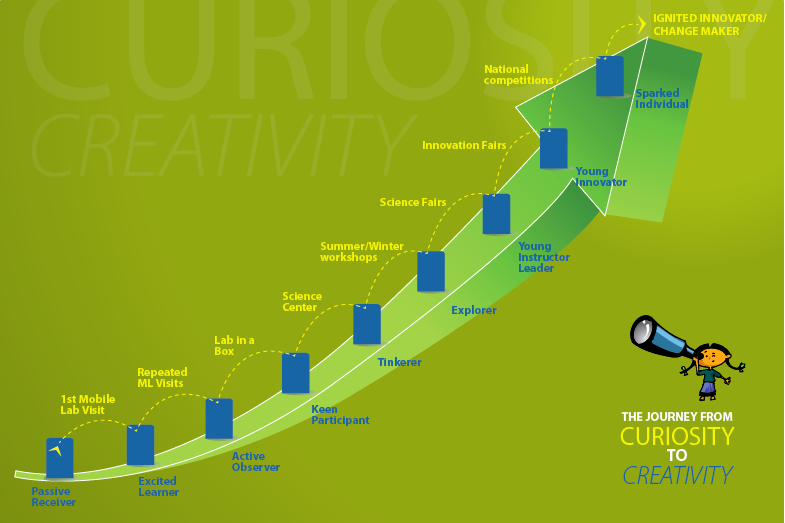 CURIOSITY
CREATIVITY
IGNITED INNOVATOR/
CHANGE MAKER
National
competitions
Sparked
Individual
Innovation Fairs
Young
Innovator
Science Fairs
Young
Instructor
Leader
Summer/Winter
workshops
Explorer
Science
Center
Tinkerer
Lab in a
Box
Keen
Participant
Repeated
ML Visits
Active
Observer
1st Mobile
Lab Visit
Excited
Learner
Passive
Receiver
THE JOURNEY FROM
CURIOSITY
TO
CREATIVITY